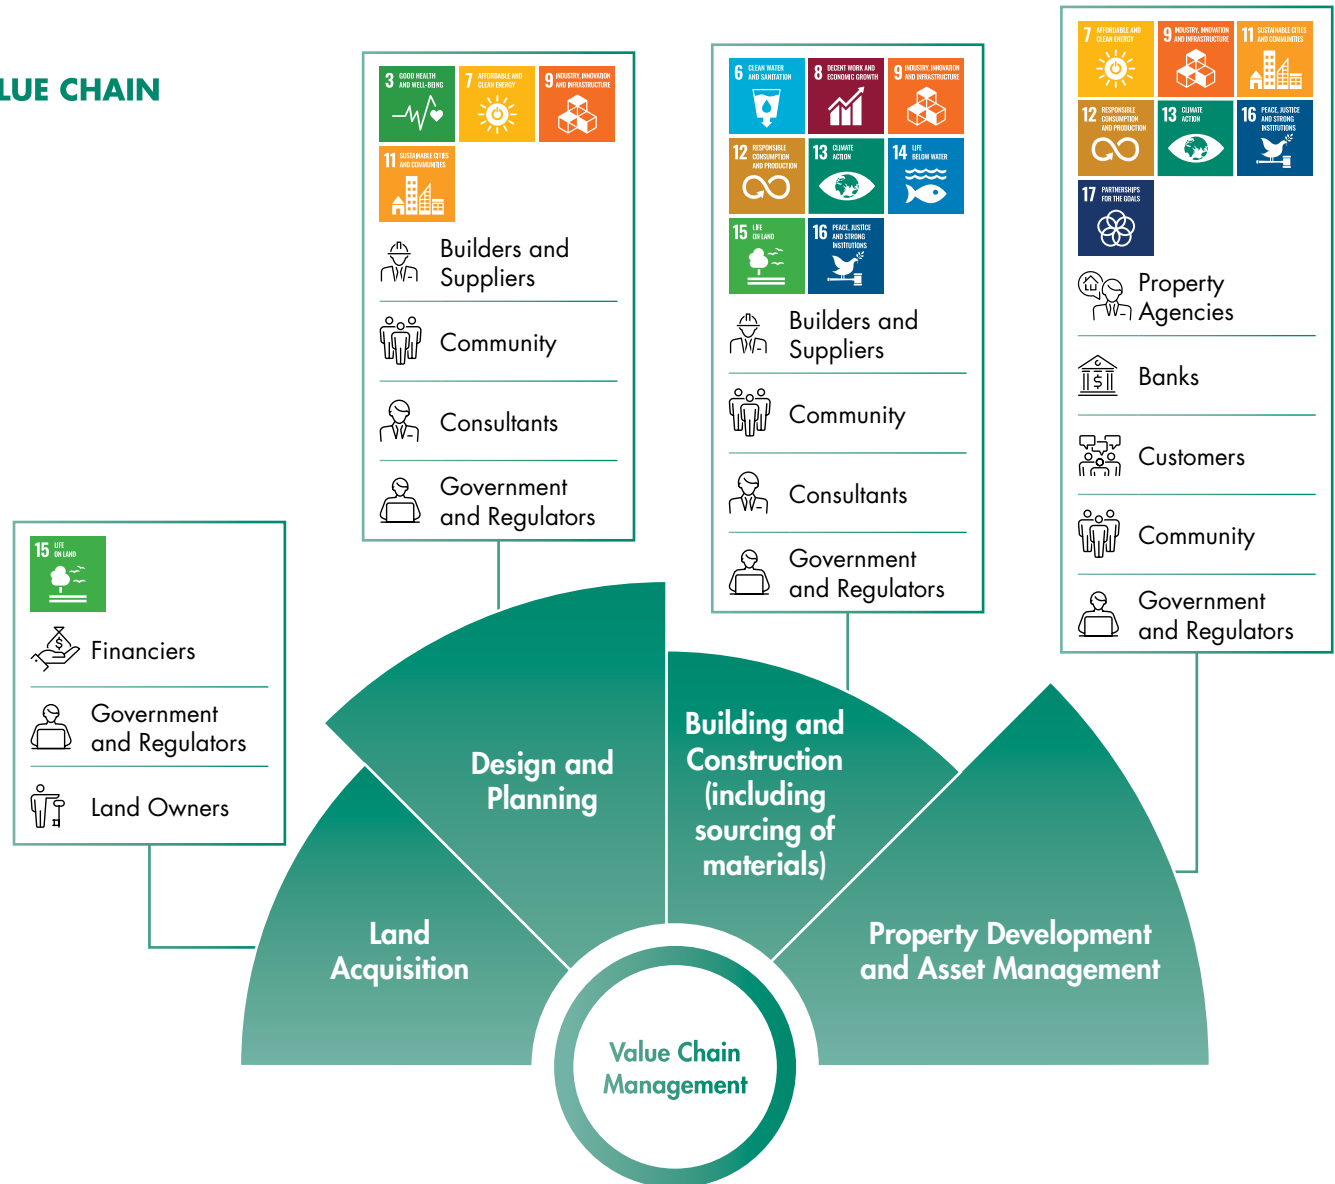 LUE CHAIN
3 GOOD HEALTH
AND WELL-BEING
7 AFFORDABLE AND
CLEAN ENERGY
9 INDUSTRY, INNOVATION
AND INFRASTRUCTURE
11 SUSTAINABLE CITIES
AND COMMUNITIES
Builders and
Suppliers
Community
Consultants
Government
and Regulators
6 CLEAN WATER
AND SANITATION
8 DECENT WORK AND
ECONOMIC GROWTH
9 INDUSTRY, INNOVATION
AND INFRASTRUCTURE
12 RESPONSIBLE
CONSUMPTION
AND PRODUCTION
13 CLIMATE
ACTION
14 LIFE
BELOW WATER
15 LIFE
ON LAND
16 PEACE, JUSTICE
AND STRONG
INSTITUTIONS
Builders and
Suppliers
Community
Consultants
Government
and Regulators
7 AFFORDABLE AND
CLEAN ENERGY
9 INDUSTRY, INNOVATION
AND INFRASTRUCTURE
11 SUSTAINABLE CITIES
AND COMMUNITIES
12 RESPONSIBLE
CONSUMPTION
AND PRODUCTION
13 CLIMATE
ACTION
16 PEACE, JUSTICE
AND STRONG
INSTITUTIONS
17 PARTNERSHIPS
FOR THE GOALS
Property
Agencies
Banks
Customers
Community
Government
and Regulators
15 LIFE
ON LAND
Financiers
Government
and Regulators
Land Owners
Land
Acquisition
Design and
Planning
Building and
Construction
(including
sourcing of
materials)
Property Development
and Asset Management
Value Chain
Management